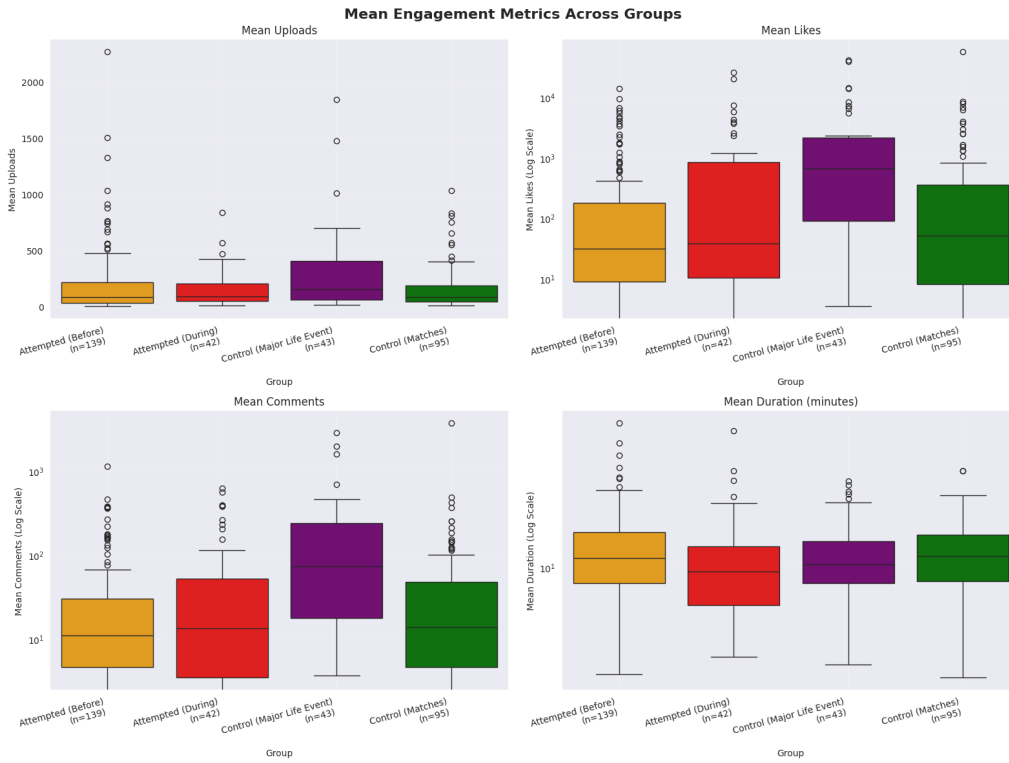 Mean Engagement Metrics Across Groups
Mean Uploads
Mean Uploads
2000
1500
1000
500
0
Attempted (Before)
(n=139)
Attempted (During)
(n=42)
Control (Major Life Event)
(n=43)
Control (Matches)
(n=95)
Group
Mean Likes
Mean Likes (Log Scale)
10⁴
10³
10²
10¹
Attempted (Before)
(n=139)
Attempted (During)
(n=42)
Control (Major Life Event)
(n=43)
Control (Matches)
(n=95)
Group
Mean Comments
Mean Comments (Log Scale)
10³
10²
10¹
Attempted (Before)
(n=139)
Attempted (During)
(n=42)
Control (Major Life Event)
(n=43)
Control (Matches)
(n=95)
Group
Mean Duration (minutes)
Mean Duration (Log Scale)
10¹
Attempted (Before)
(n=139)
Attempted (During)
(n=42)
Control (Major Life Event)
(n=43)
Control (Matches)
(n=95)
Group